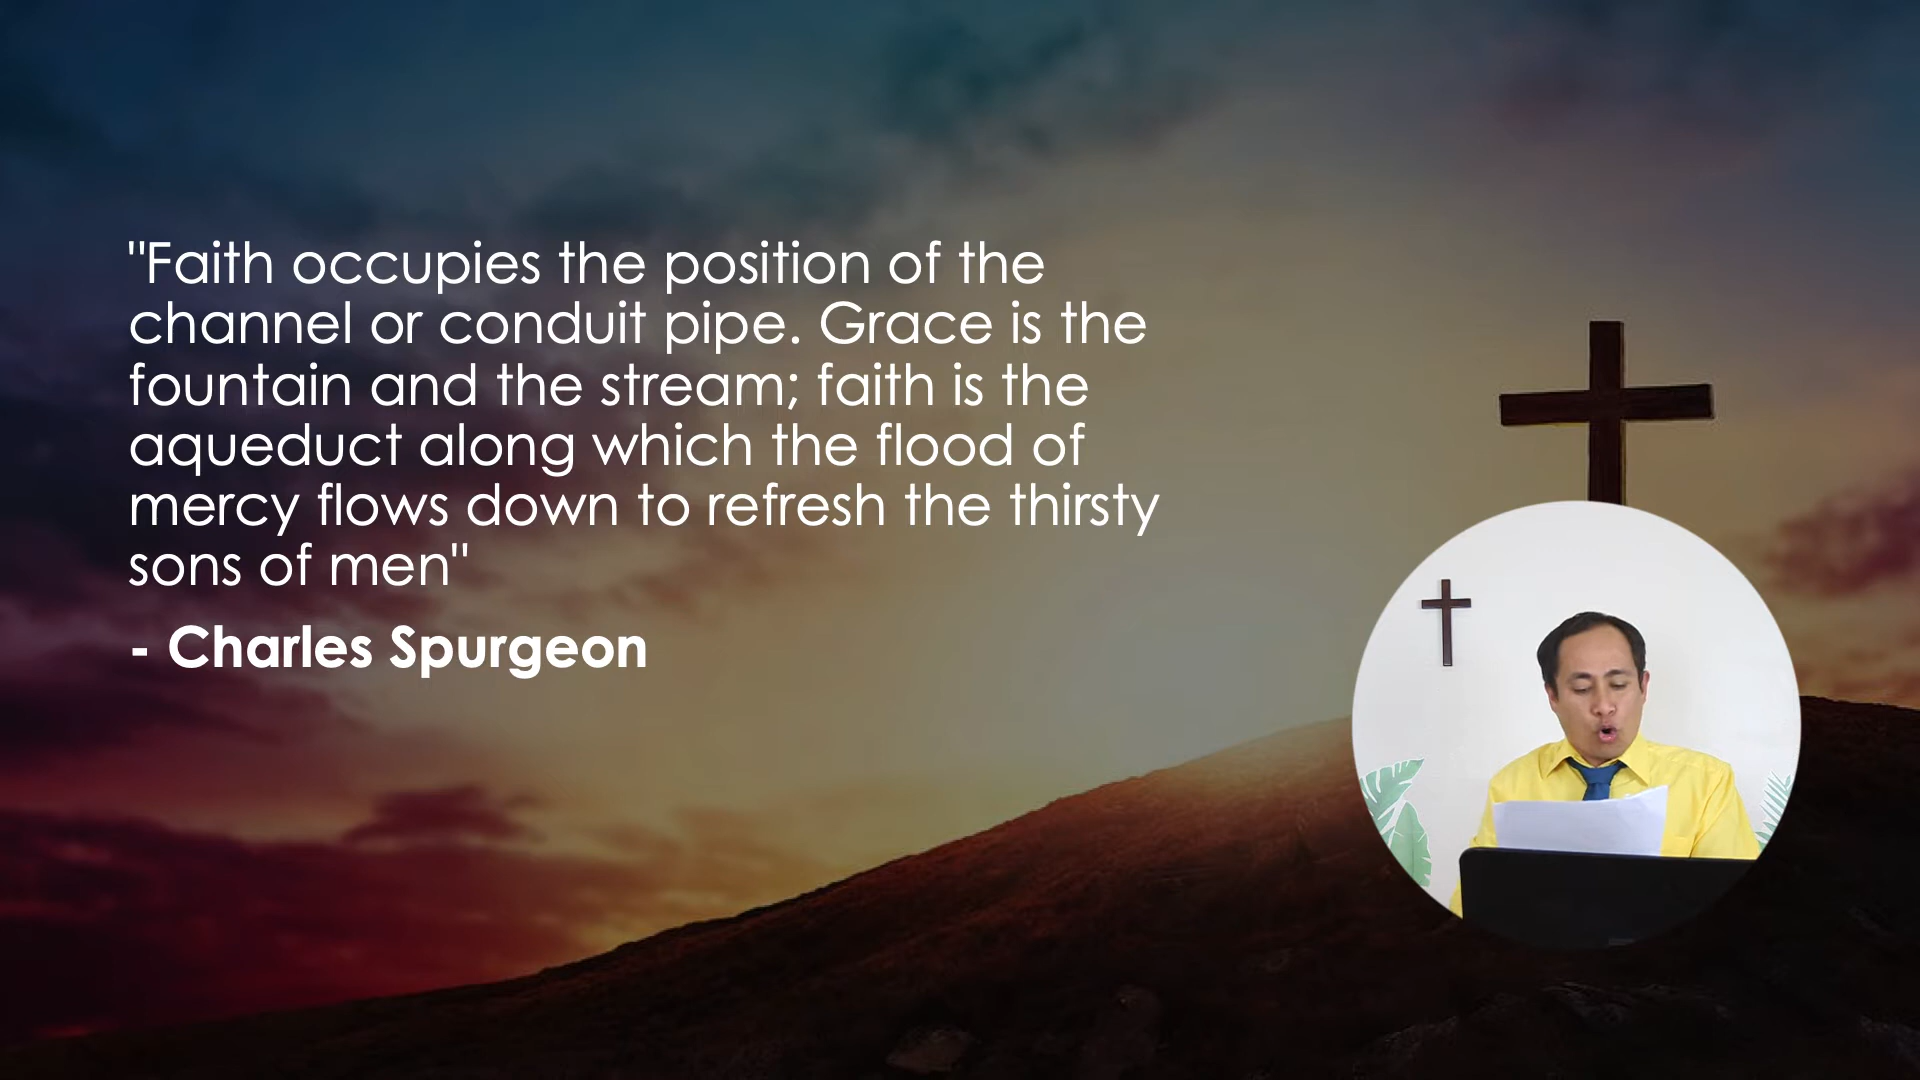 "Faith occupies the position of the
channel or conduit pipe. Grace is the
fountain and the stream; faith is the
aqueduct along which the flood of
mercy flows down to refresh the thirsty
sons of men"
- Charles Spurgeon